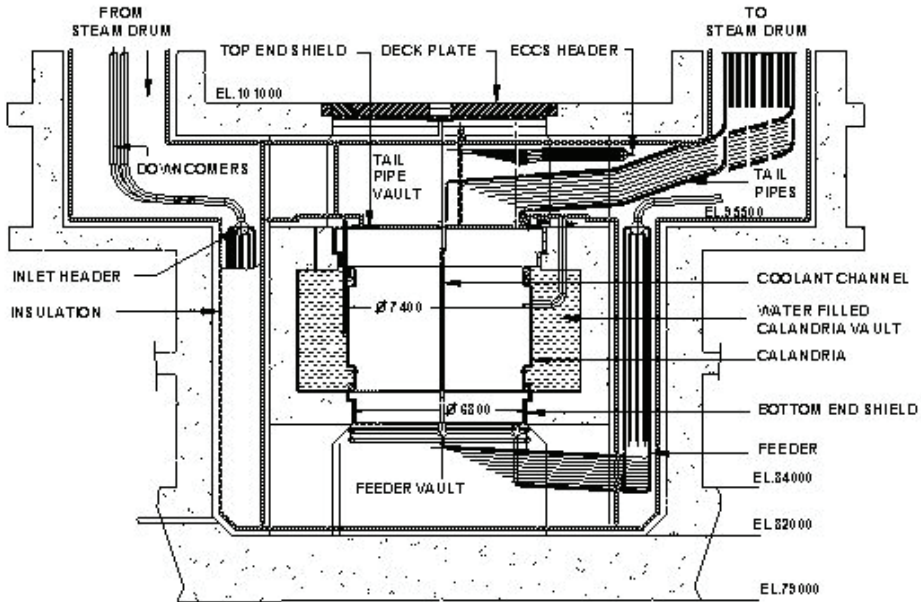 FROM
STEAM DRUM
TO
STEAM DRUM
TOP END SHIELD
DECK PLATE
ECCS HEADER
EL.101000
DOWNCOMERS
TAIL
PIPE
VAULT
TAIL
PIPES
EL.95500
INLET HEADER
INSULATION
COOLANT CHANNEL
Ø7400
WATER FILLED
CALANDRIA VAULT
CALANDRIA
Ø6800
BOTTOM END SHIELD
FEEDER
FEEDER VAULT
EL.84000
EL.82000
EL.79000